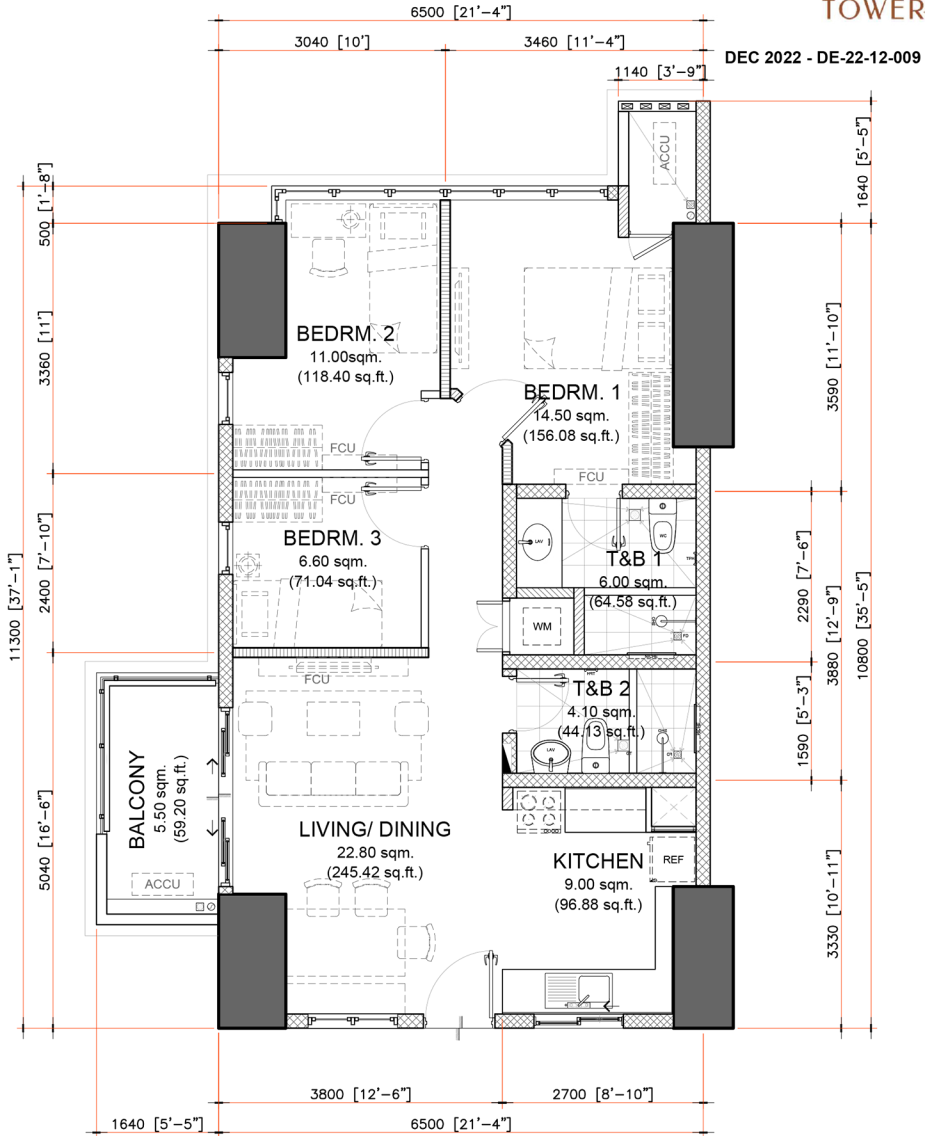 TOWER
DEC 2022 - DE-22-12-009
6500 [21'-4"]
3040 [10']
3460 [11'-4"]
1140 [3'-9"]
ACCU
1640 [5'-5"]
500 [1'-8"]
3360 [11']
BEDRM. 2
11.00sqm.
(118.40 sq.ft.)
BEDRM. 1
14.50 sqm.
(156.08 sq.ft.)
3590 [11'-10"]
FCU
FCU
FCU
BEDRM. 3
6.60 sqm.
(71.04 sq.ft.)
2400 [7'-10"]
11300 [37'-1"]
LAV
WC
T&B 1
6.00 sqm.
(64.58 sq.ft.)
2290 [7'-6"]
3880 [12'-9"]
10800 [35'-5"]
WM
FD
FCU
T&B 2
4.10 sqm.
(44.13 sq.ft.)
LAV
1590 [5'-3"]
BALCONY
5.50 sqm.
(59.20 sq.ft.)
ACCU
5040 [16'-6"]
LIVING/ DINING
22.80 sqm.
(245.42 sq.ft.)
KITCHEN
9.00 sqm.
(96.88 sq.ft.)
REF
3330 [10'-11"]
3800 [12'-6"]
2700 [8'-10"]
1640 [5'-5"]
6500 [21'-4"]